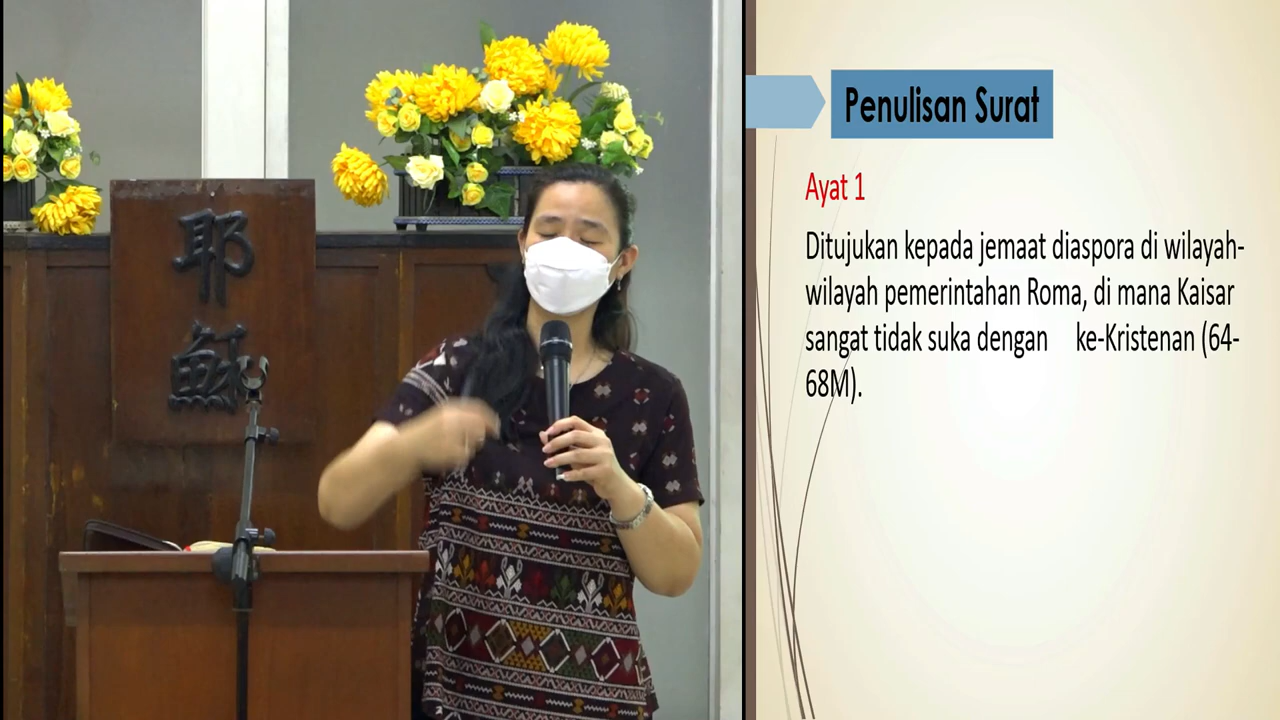 耶
穌
Penulisan Surat
Ayat 1
Ditujukan kepada jemaat diaspora di wilayah-
wilayah pemerintahan Roma, di mana Kaisar
sangat tidak suka dengan ke-Kristenan (64-
68M).